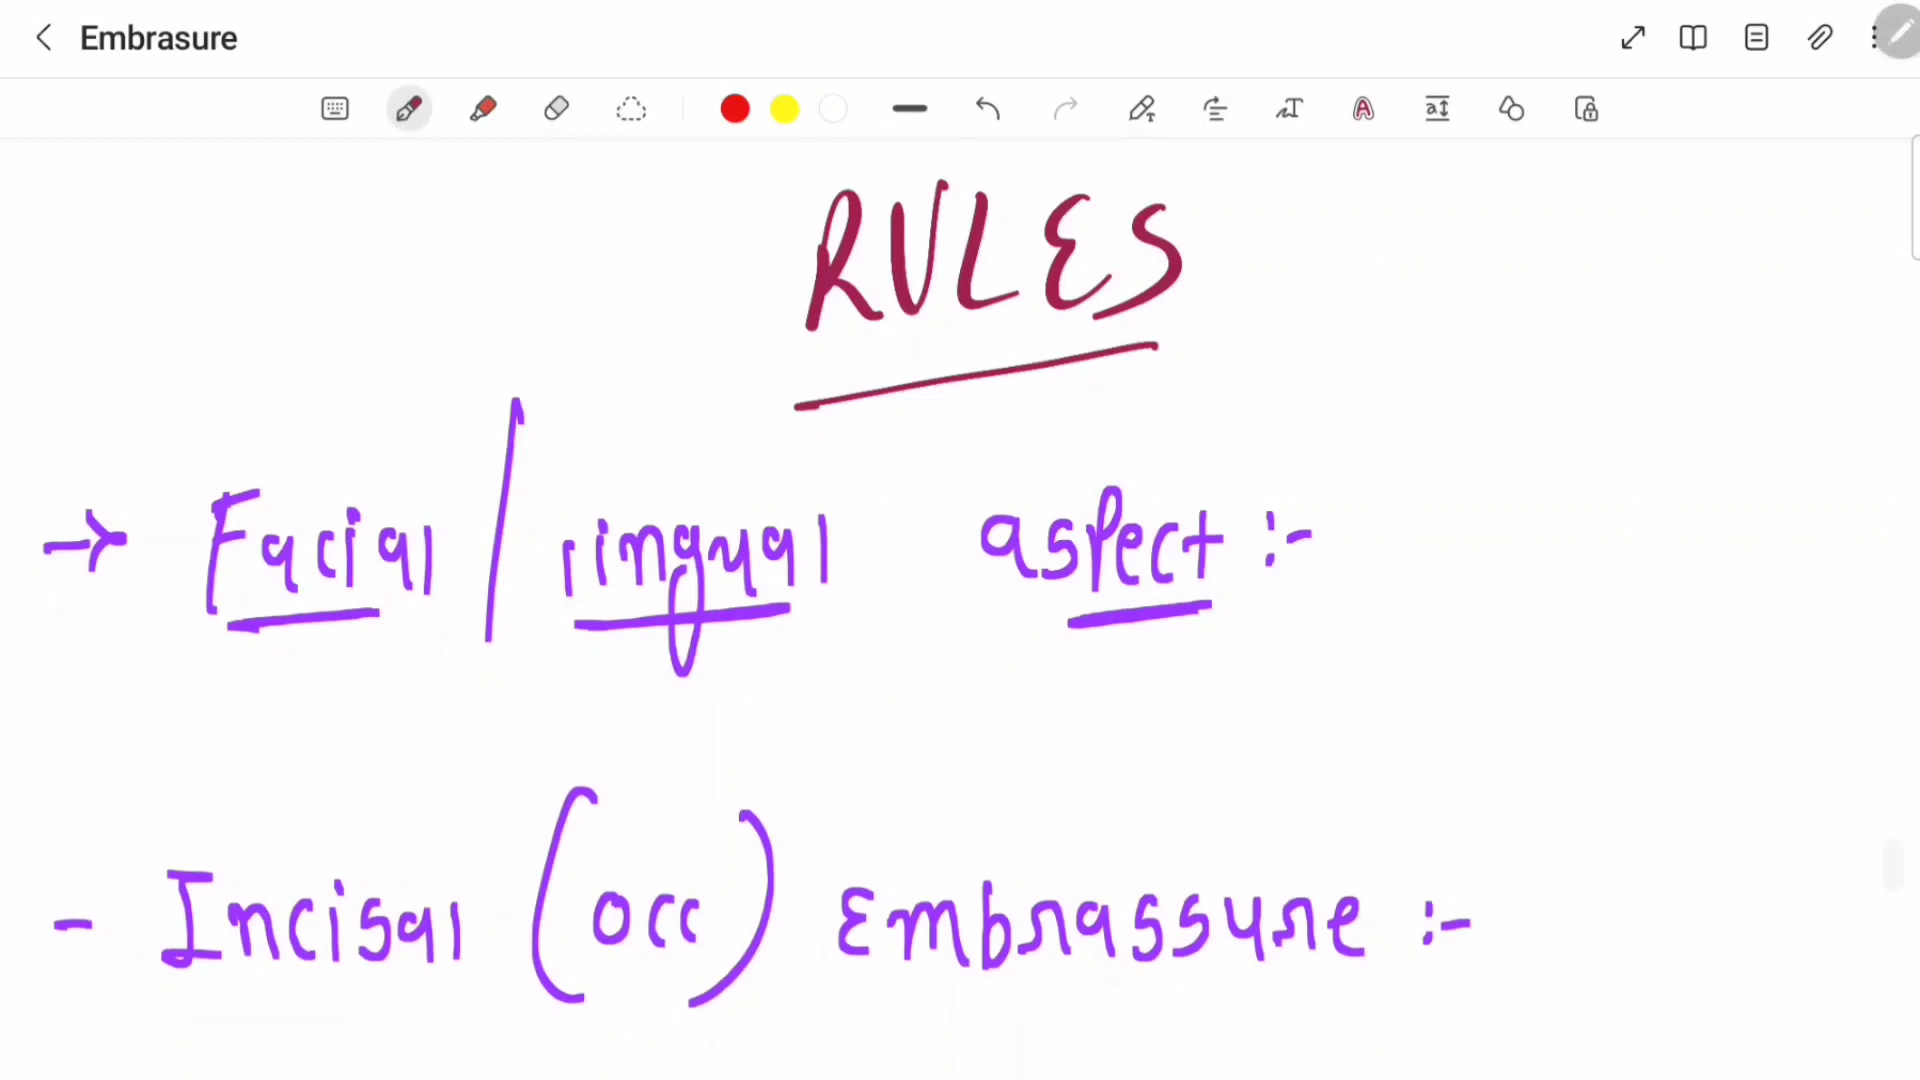 Embrasure
RULES
→ Facial / lingual aspect :-
- Incisal (occ) Embrassure :-